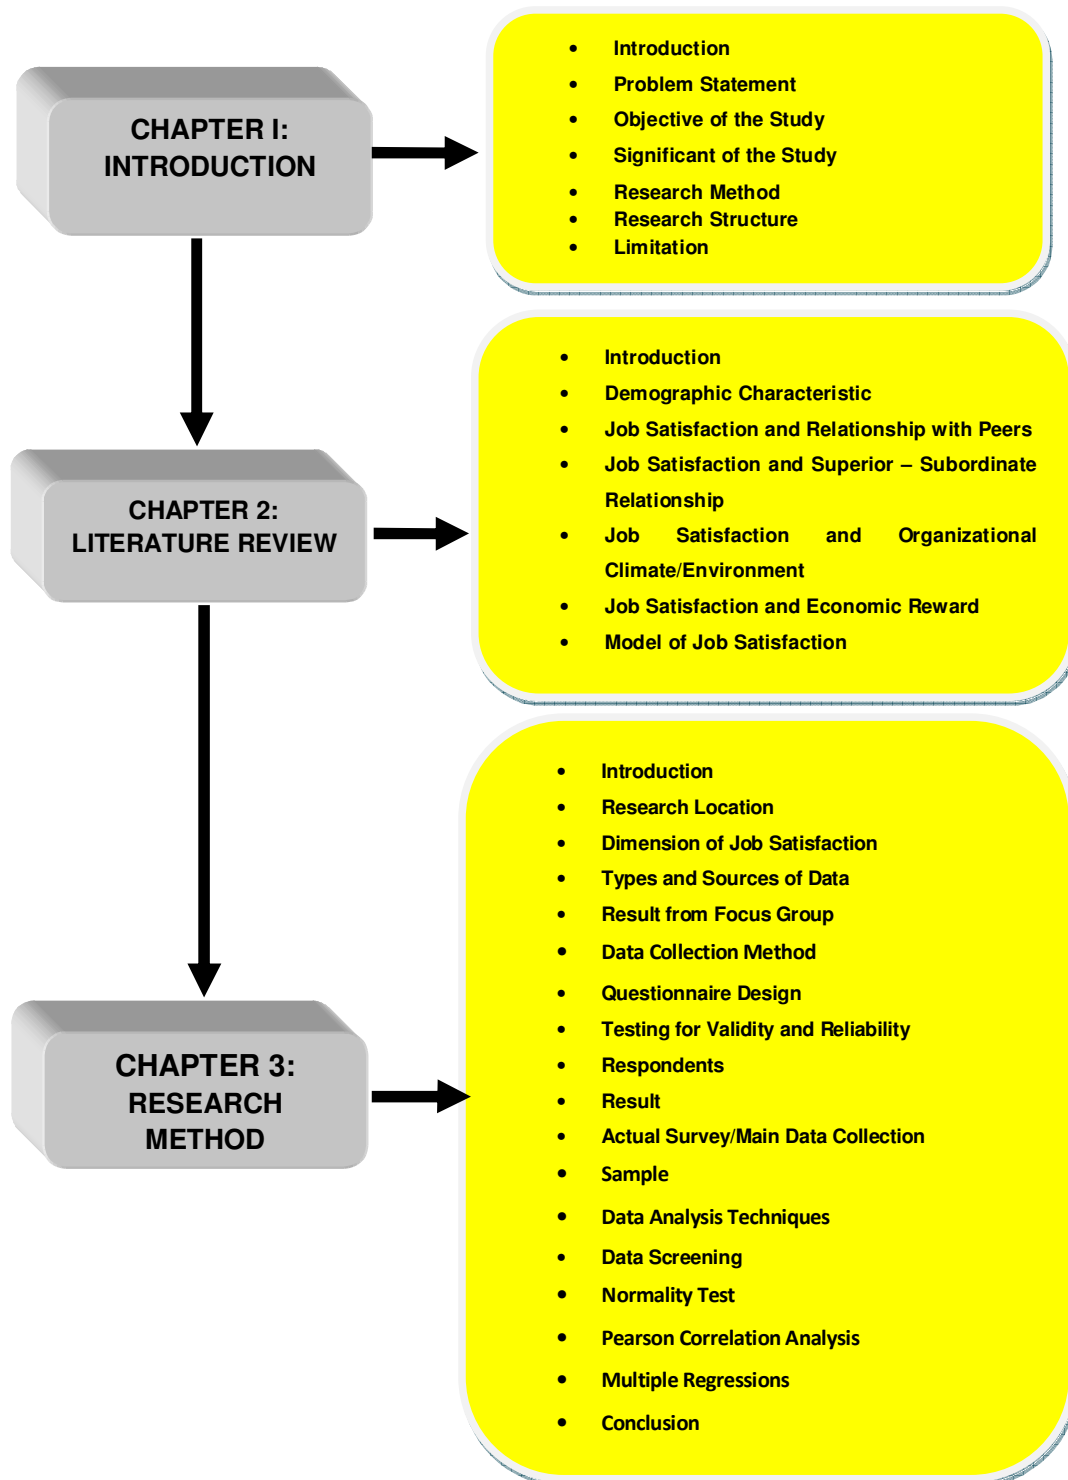 CHAPTER I:
INTRODUCTION
• Introduction
• Problem Statement
• Objective of the Study
• Significant of the Study
• Research Method
• Research Structure
• Limitation
CHAPTER 2:
LITERATURE REVIEW
• Introduction
• Demographic Characteristic
• Job Satisfaction and Relationship with Peers
• Job Satisfaction and Superior – Subordinate
Relationship
• Job Satisfaction and Organizational
Climate/Environment
• Job Satisfaction and Economic Reward
• Model of Job Satisfaction
CHAPTER 3:
RESEARCH
METHOD
• Introduction
• Research Location
• Dimension of Job Satisfaction
• Types and Sources of Data
• Result from Focus Group
• Data Collection Method
• Questionnaire Design
• Testing for Validity and Reliability
• Respondents
• Result
• Actual Survey/Main Data Collection
• Sample
• Data Analysis Techniques
• Data Screening
• Normality Test
• Pearson Correlation Analysis
• Multiple Regressions
• Conclusion